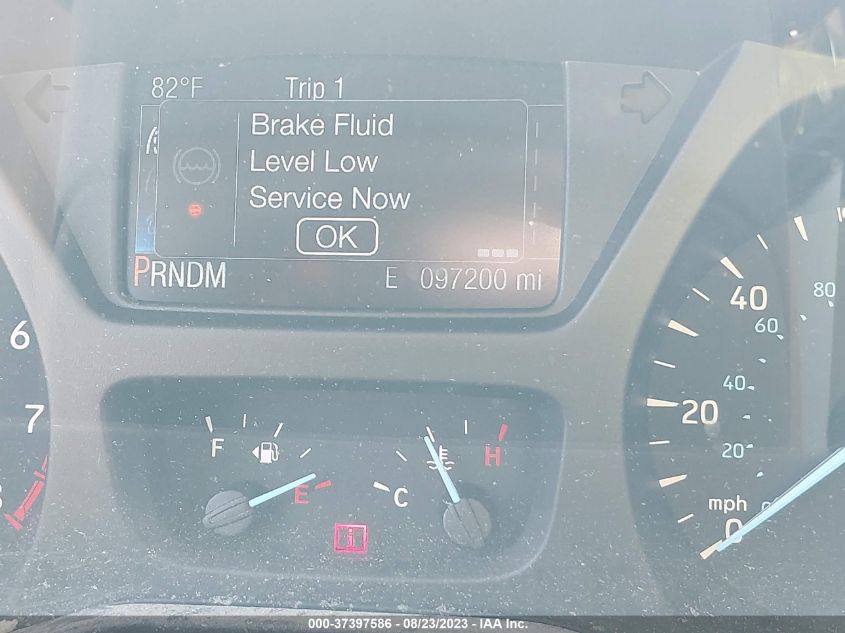 82°F Trip 1
Brake Fluid
Level Low
Service Now
OK
PRNDM E 097200 mi
6
7
F
E
C
H
i
80
40
60
40
20
20
mph
0
000-37397586 - 08/23/2023 - IAA Inc.